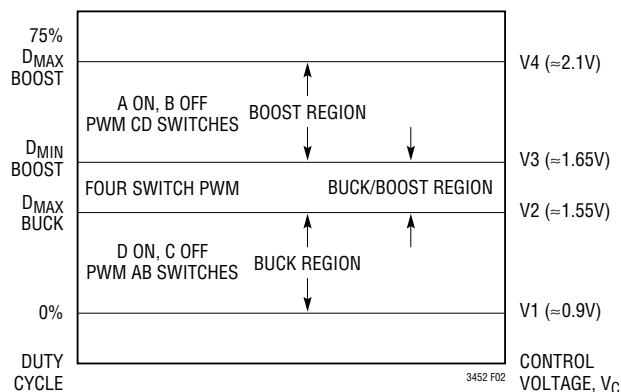 75%
DMAX
BOOST
V4 (≈2.1V)
A ON, B OFF
PWM CD SWITCHES
BOOST REGION
DMIN
BOOST
V3 (≈1.65V)
FOUR SWITCH PWM
BUCK/BOOST REGION
DMAX
BUCK
V2 (≈1.55V)
D ON, C OFF
PWM AB SWITCHES
BUCK REGION
0%
V1 (≈0.9V)
DUTY
CYCLE
3452 F02
CONTROL
VOLTAGE, VC